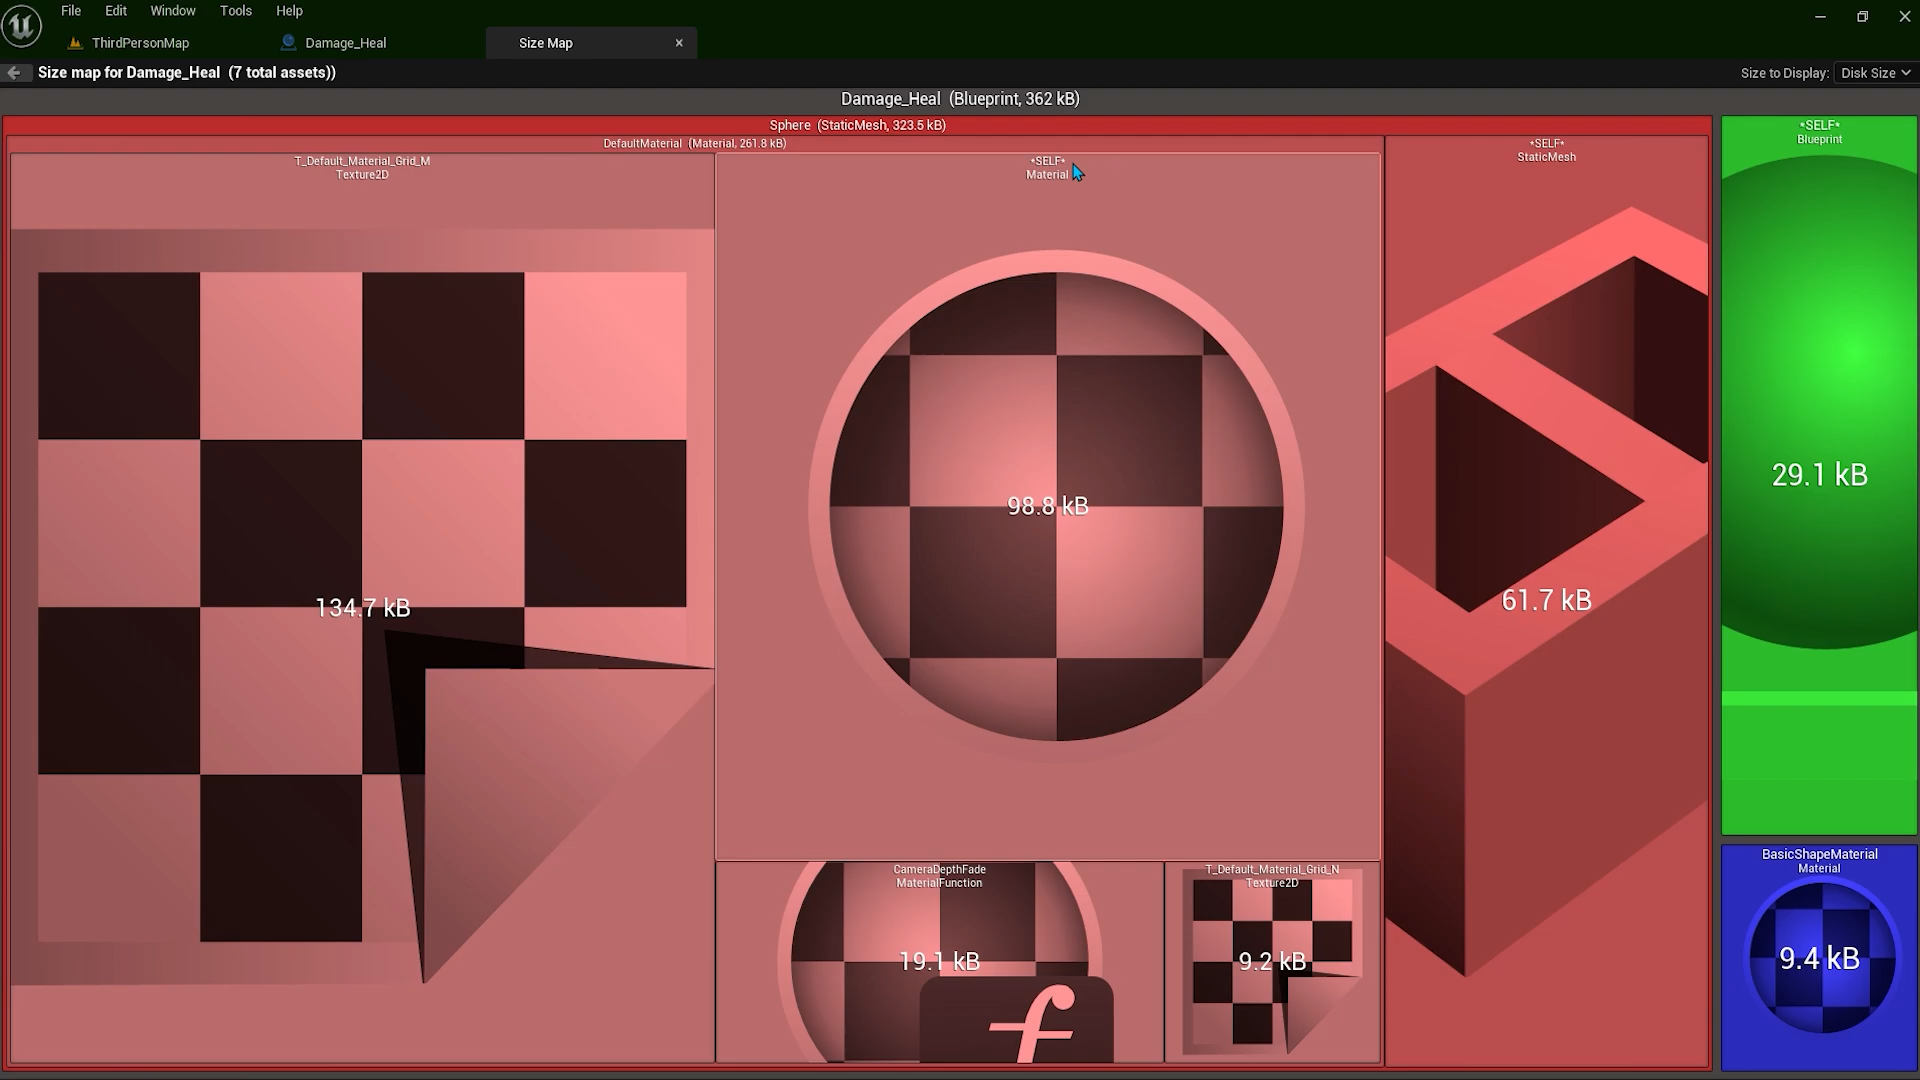 File Edit Window Tools Help
ThirdPersonMap
Damage_Heal
Size Map
Size map for Damage_Heal (7 total assets))
Size to Display: Disk Size
Damage_Heal (Blueprint, 362 kB)
Sphere (StaticMesh, 323.5 kB)
DefaultMaterial (Material, 261.8 kB)
T_Default_Material_Grid_M
Texture2D
134.7 kB
*SELF*
Material
98.8 kB
CameraDepthFade
MaterialFunction
19.1 kB
T_Default_Material_Grid_N
Texture2D
9.2 kB
*SELF*
StaticMesh
61.7 kB
*SELF*
Blueprint
29.1 kB
BasicShapeMaterial
Material
9.4 kB